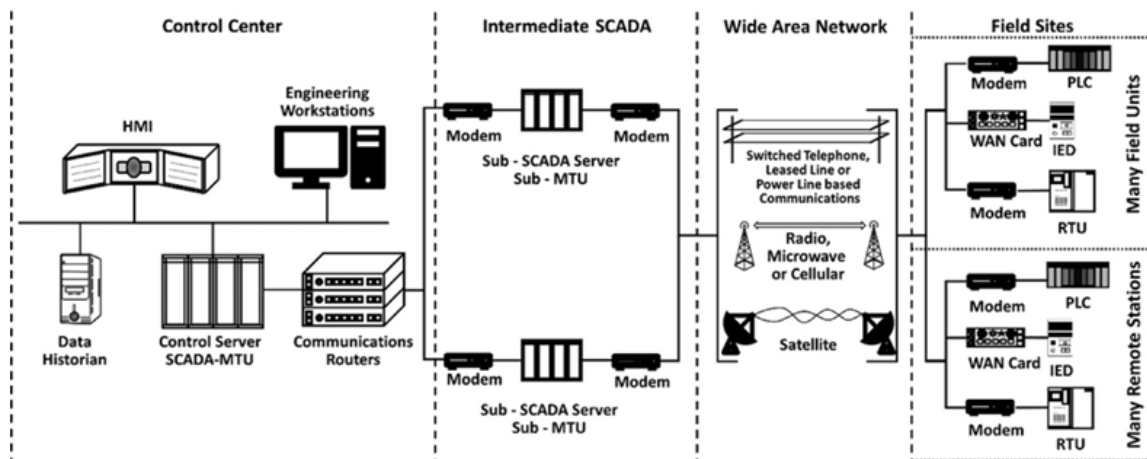 Control Center
Intermediate SCADA
Wide Area Network
Field Sites
HMI
Engineering
Workstations
Data
Historian
Control Server
SCADA-MTU
Communications
Routers
Modem
Modem
Sub - SCADA Server
Sub - MTU
Modem
Modem
Sub - SCADA Server
Sub - MTU
Switched Telephone,
Leased Line or
Power Line based
Communications
Radio,
Microwave
or Cellular
Satellite
Modem
PLC
WAN Card
IED
Modem
RTU
Many Field Units
Modem
PLC
WAN Card
IED
Modem
RTU
Many Remote Stations